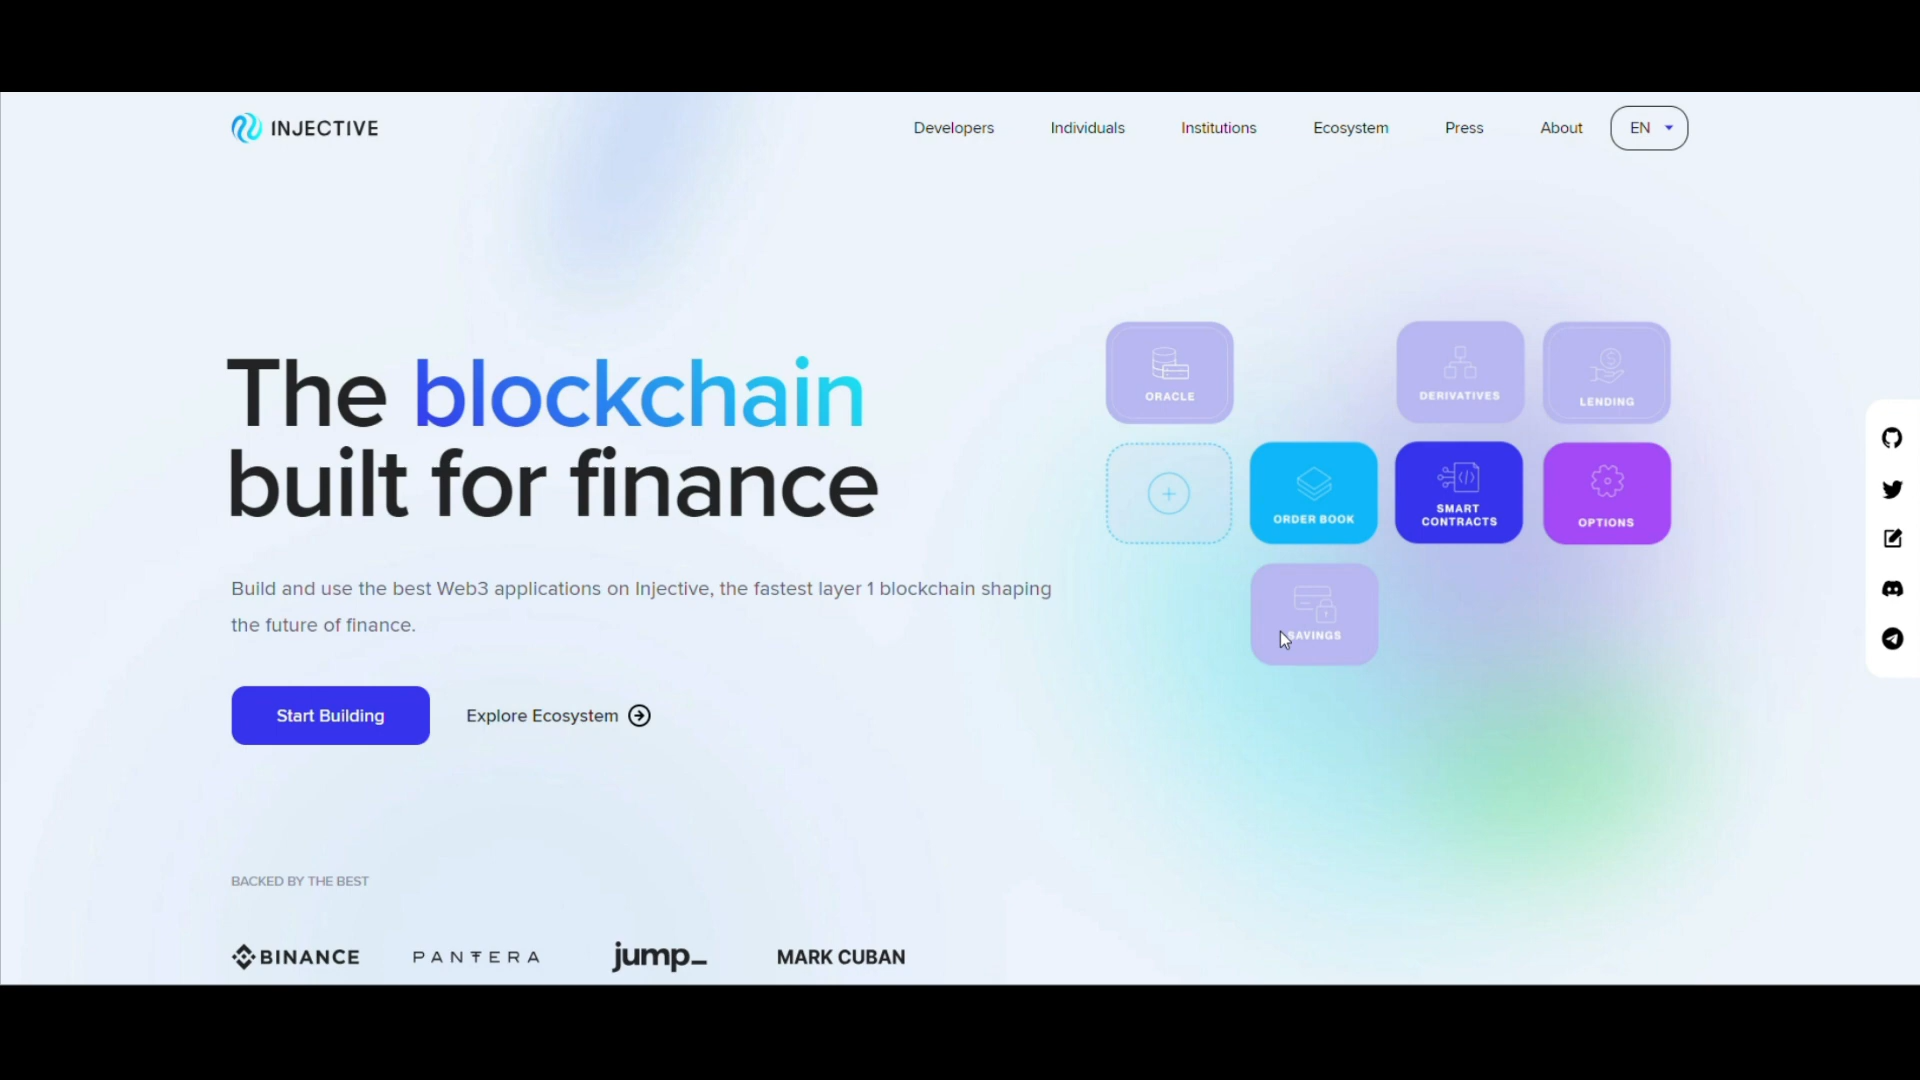 INJECTIVE
Developers
Individuals
Institutions
Ecosystem
Press
About
EN
The blockchain
built for finance
Build and use the best Web3 applications on Injective, the fastest layer 1 blockchain shaping
the future of finance.
Start Building
Explore Ecosystem
ORACLE
DERIVATIVES
LENDING
ORDER BOOK
SMART
CONTRACTS
OPTIONS
SAVINGS
BACKED BY THE BEST
BINANCE
PANTERA
jump_
MARK CUBAN